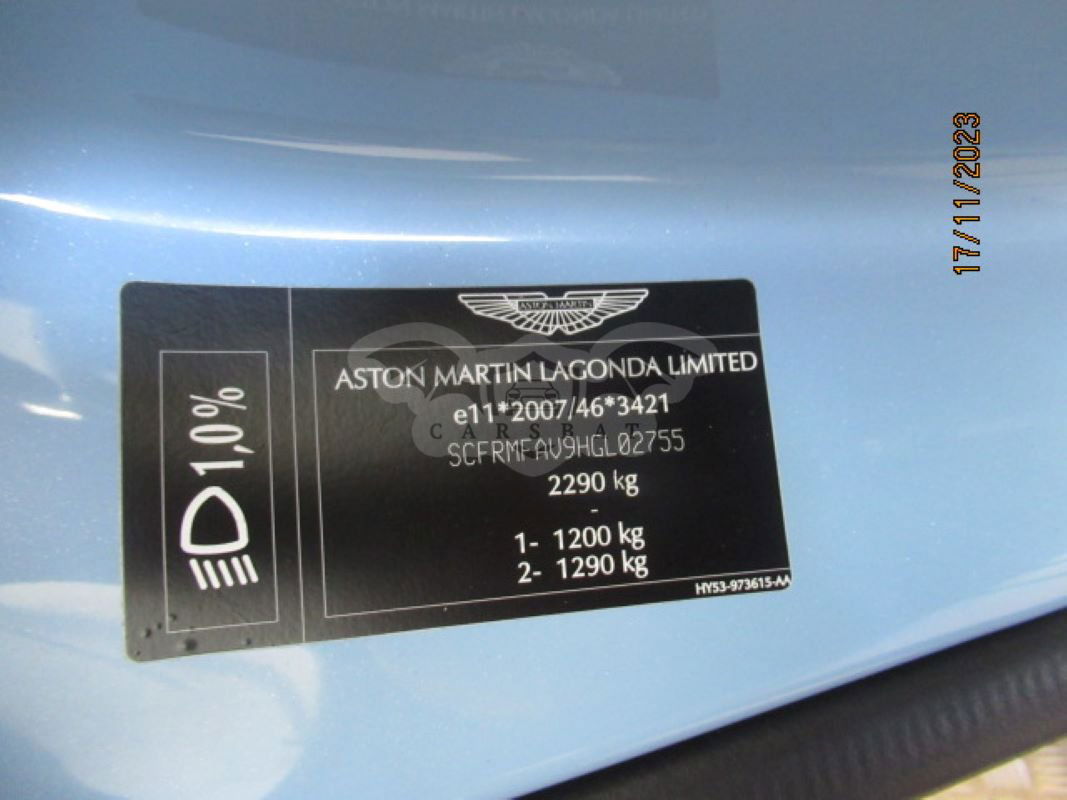 17/11/2023
ASTON MARTIN
ASTON MARTIN LAGONDA LIMITED
e11*2007/46*3421
CARSBAT
SCFRMFAV9HGL02755
2290 kg
-
1- 1200 kg
2- 1290 kg
HY53-973615-AA
1,0%